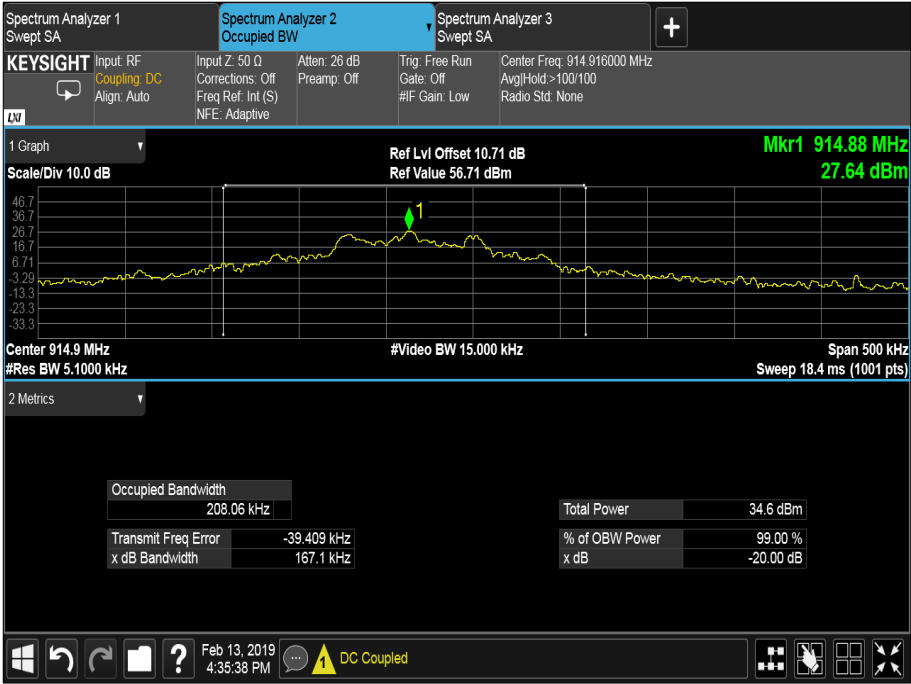 Spectrum Analyzer 1
Swept SA
Spectrum Analyzer 2
Occupied BW
Spectrum Analyzer 3
Swept SA
+
KEYSIGHT
LXI
Input: RF
Coupling: DC
Align: Auto
Input Z: 50 Ω
Corrections: Off
Freq Ref: Int (S)
NFE: Adaptive
Atten: 26 dB
Preamp: Off
Trig: Free Run
Gate: Off
#IF Gain: Low
Center Freq: 914.916000 MHz
Avg|Hold:>100/100
Radio Std: None
1 Graph
Scale/Div 10.0 dB
Ref Lvl Offset 10.71 dB
Ref Value 56.71 dBm
Mkr1 914.88 MHz
27.64 dBm
46.7
36.7
26.7
16.7
6.71
-3.29
-13.3
-23.3
-33.3
1
Center 914.9 MHz
#Res BW 5.1000 kHz
#Video BW 15.000 kHz
Span 500 kHz
Sweep 18.4 ms (1001 pts)
2 Metrics
Occupied Bandwidth
208.06 kHz
Transmit Freq Error -39.409 kHz
x dB Bandwidth 167.1 kHz
Total Power 34.6 dBm
% of OBW Power 99.00 %
x dB -20.00 dB
?
Feb 13, 2019
4:35:38 PM
1
DC Coupled